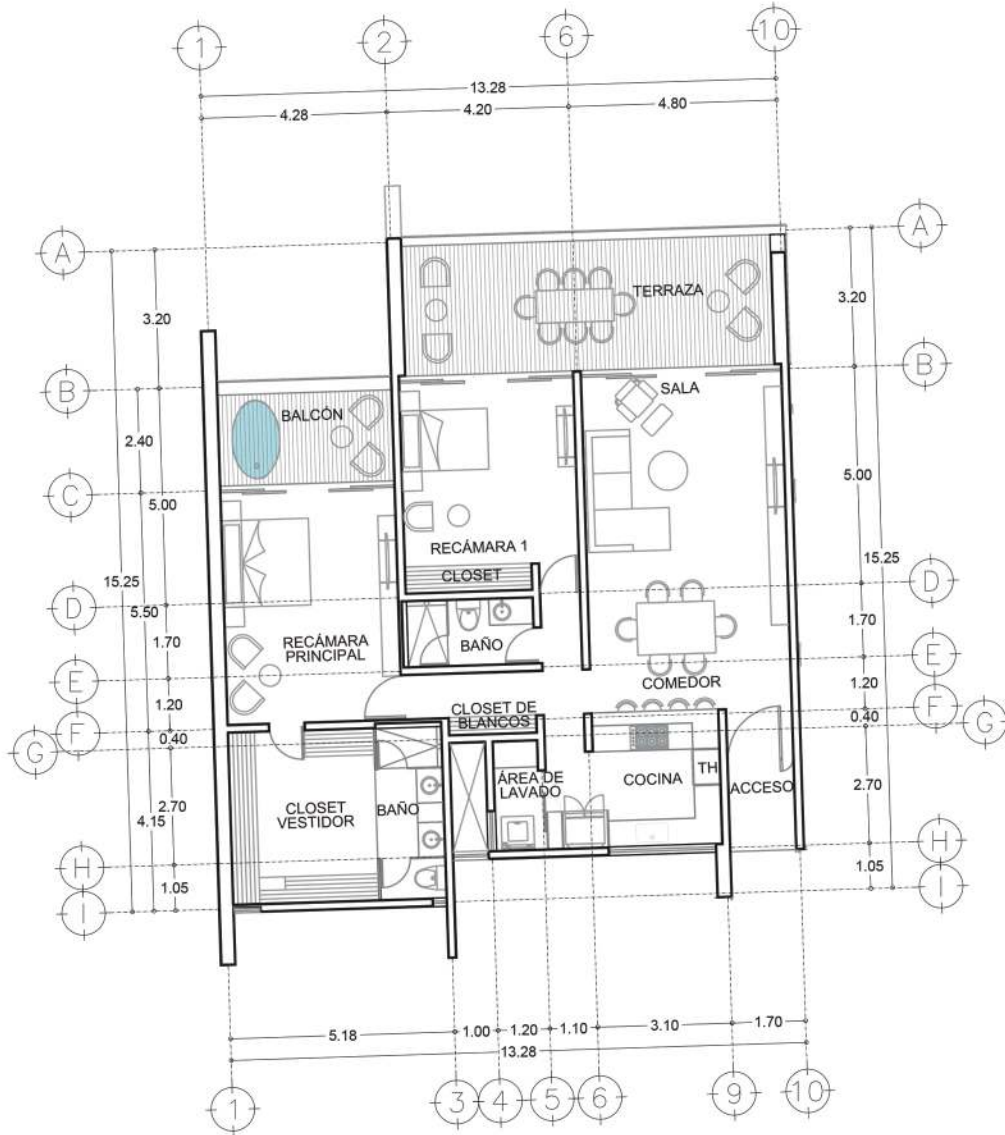 1
2
6
10
13.28
4.28
4.20
4.80
A
A
3.20
TERRAZA
3.20
B
B
SALA
BALCÓN
2.40
C
5.00
5.00
RECÁMARA 1
CLOSET
15.25
15.25
5.50
D
D
1.70
RECÁMARA
PRINCIPAL
BAÑO
1.70
E
E
COMEDOR
1.20
CLOSET DE
BLANCOS
1.20
F
F
G
0.40
0.40
G
ÁREA DE
LAVADO
COCINA
TH
ACCESO
CLOSET
VESTIDOR
BAÑO
2.70
2.70
4.15
H
H
1.05
1.05
I
I
5.18
1.00
1.20
1.10
3.10
1.70
13.28
1
3
4
5
6
9
10